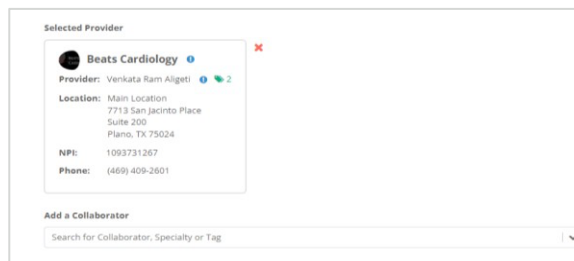 Selected Provider
Beats Cardiology
Provider: Venkata Ram Aligeti 2
Location: Main Location
7713 San Jacinto Place
Suite 200
Plano, TX 75024
NPI: 1093731267
Phone: (469) 409-2601
Add a Collaborator
Search for Collaborator, Specialty or Tag